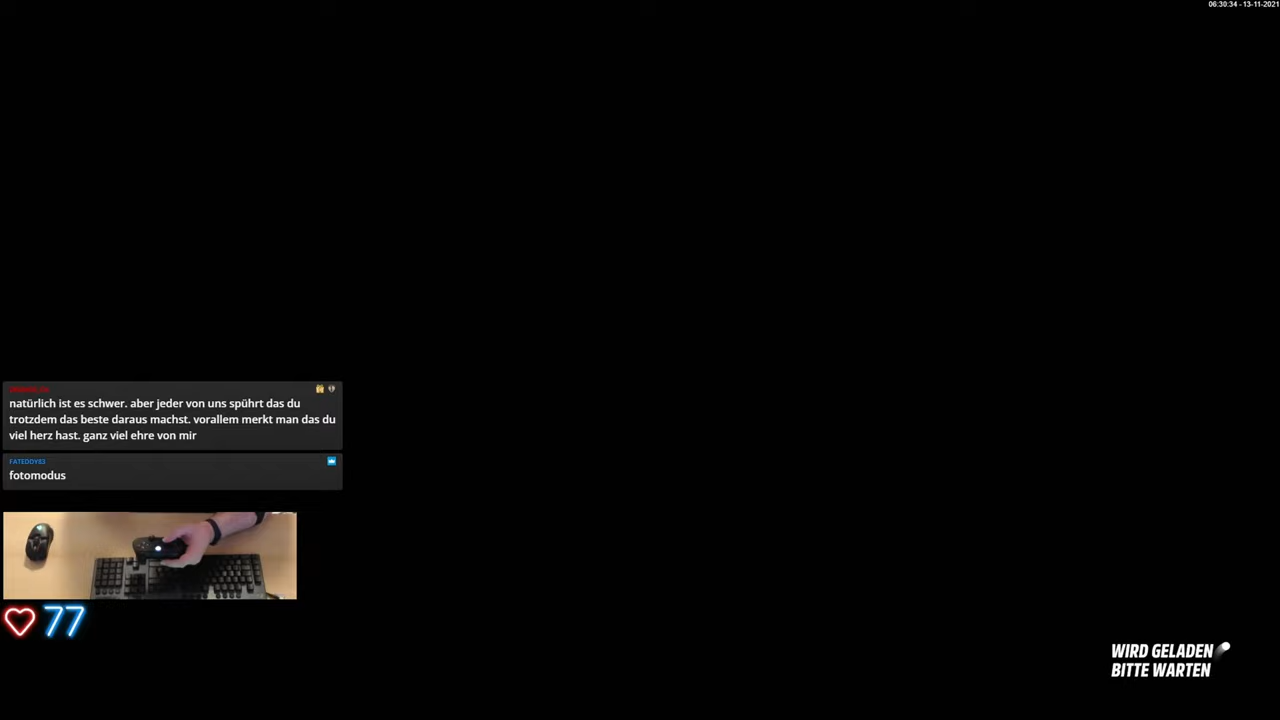 06:30:34 - 13-11-2021
natürlich ist es schwer. aber jeder von uns spührt das du
trotzdem das beste daraus machst. vorallem merkt man das du
viel herz hast. ganz viel ehre von mir
FATEDDY83
fotomodus
77
WIRD GELADEN
BITTE WARTEN